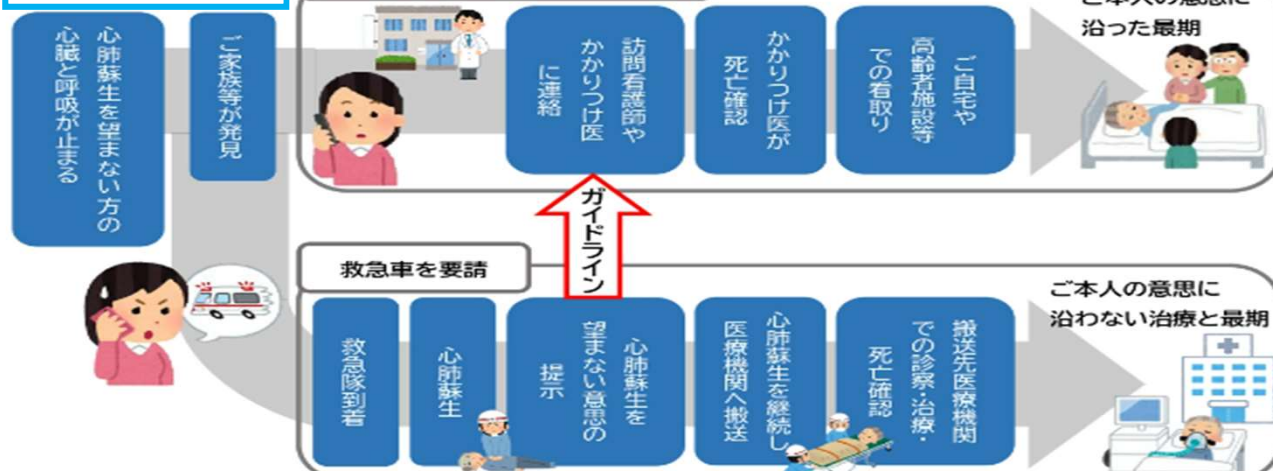 心肺蘇生を望まない方の
心臓と呼吸が止まる
ご家族等が発見
訪問看護師や
かかりつけ医
に連絡
かかりつけ医が
死亡確認
ご自宅や
高齢者施設等
での看取り
ご本人の意思に
沿った最期
ガイドライン
救急車を要請
救急隊到着
心肺蘇生
心肺蘇生を
望まない意思の
提示
心肺蘇生を継続し
医療機関へ搬送
搬送先医療機関
での診察・治療・
死亡確認
ご本人の意思に
沿わない治療と最期